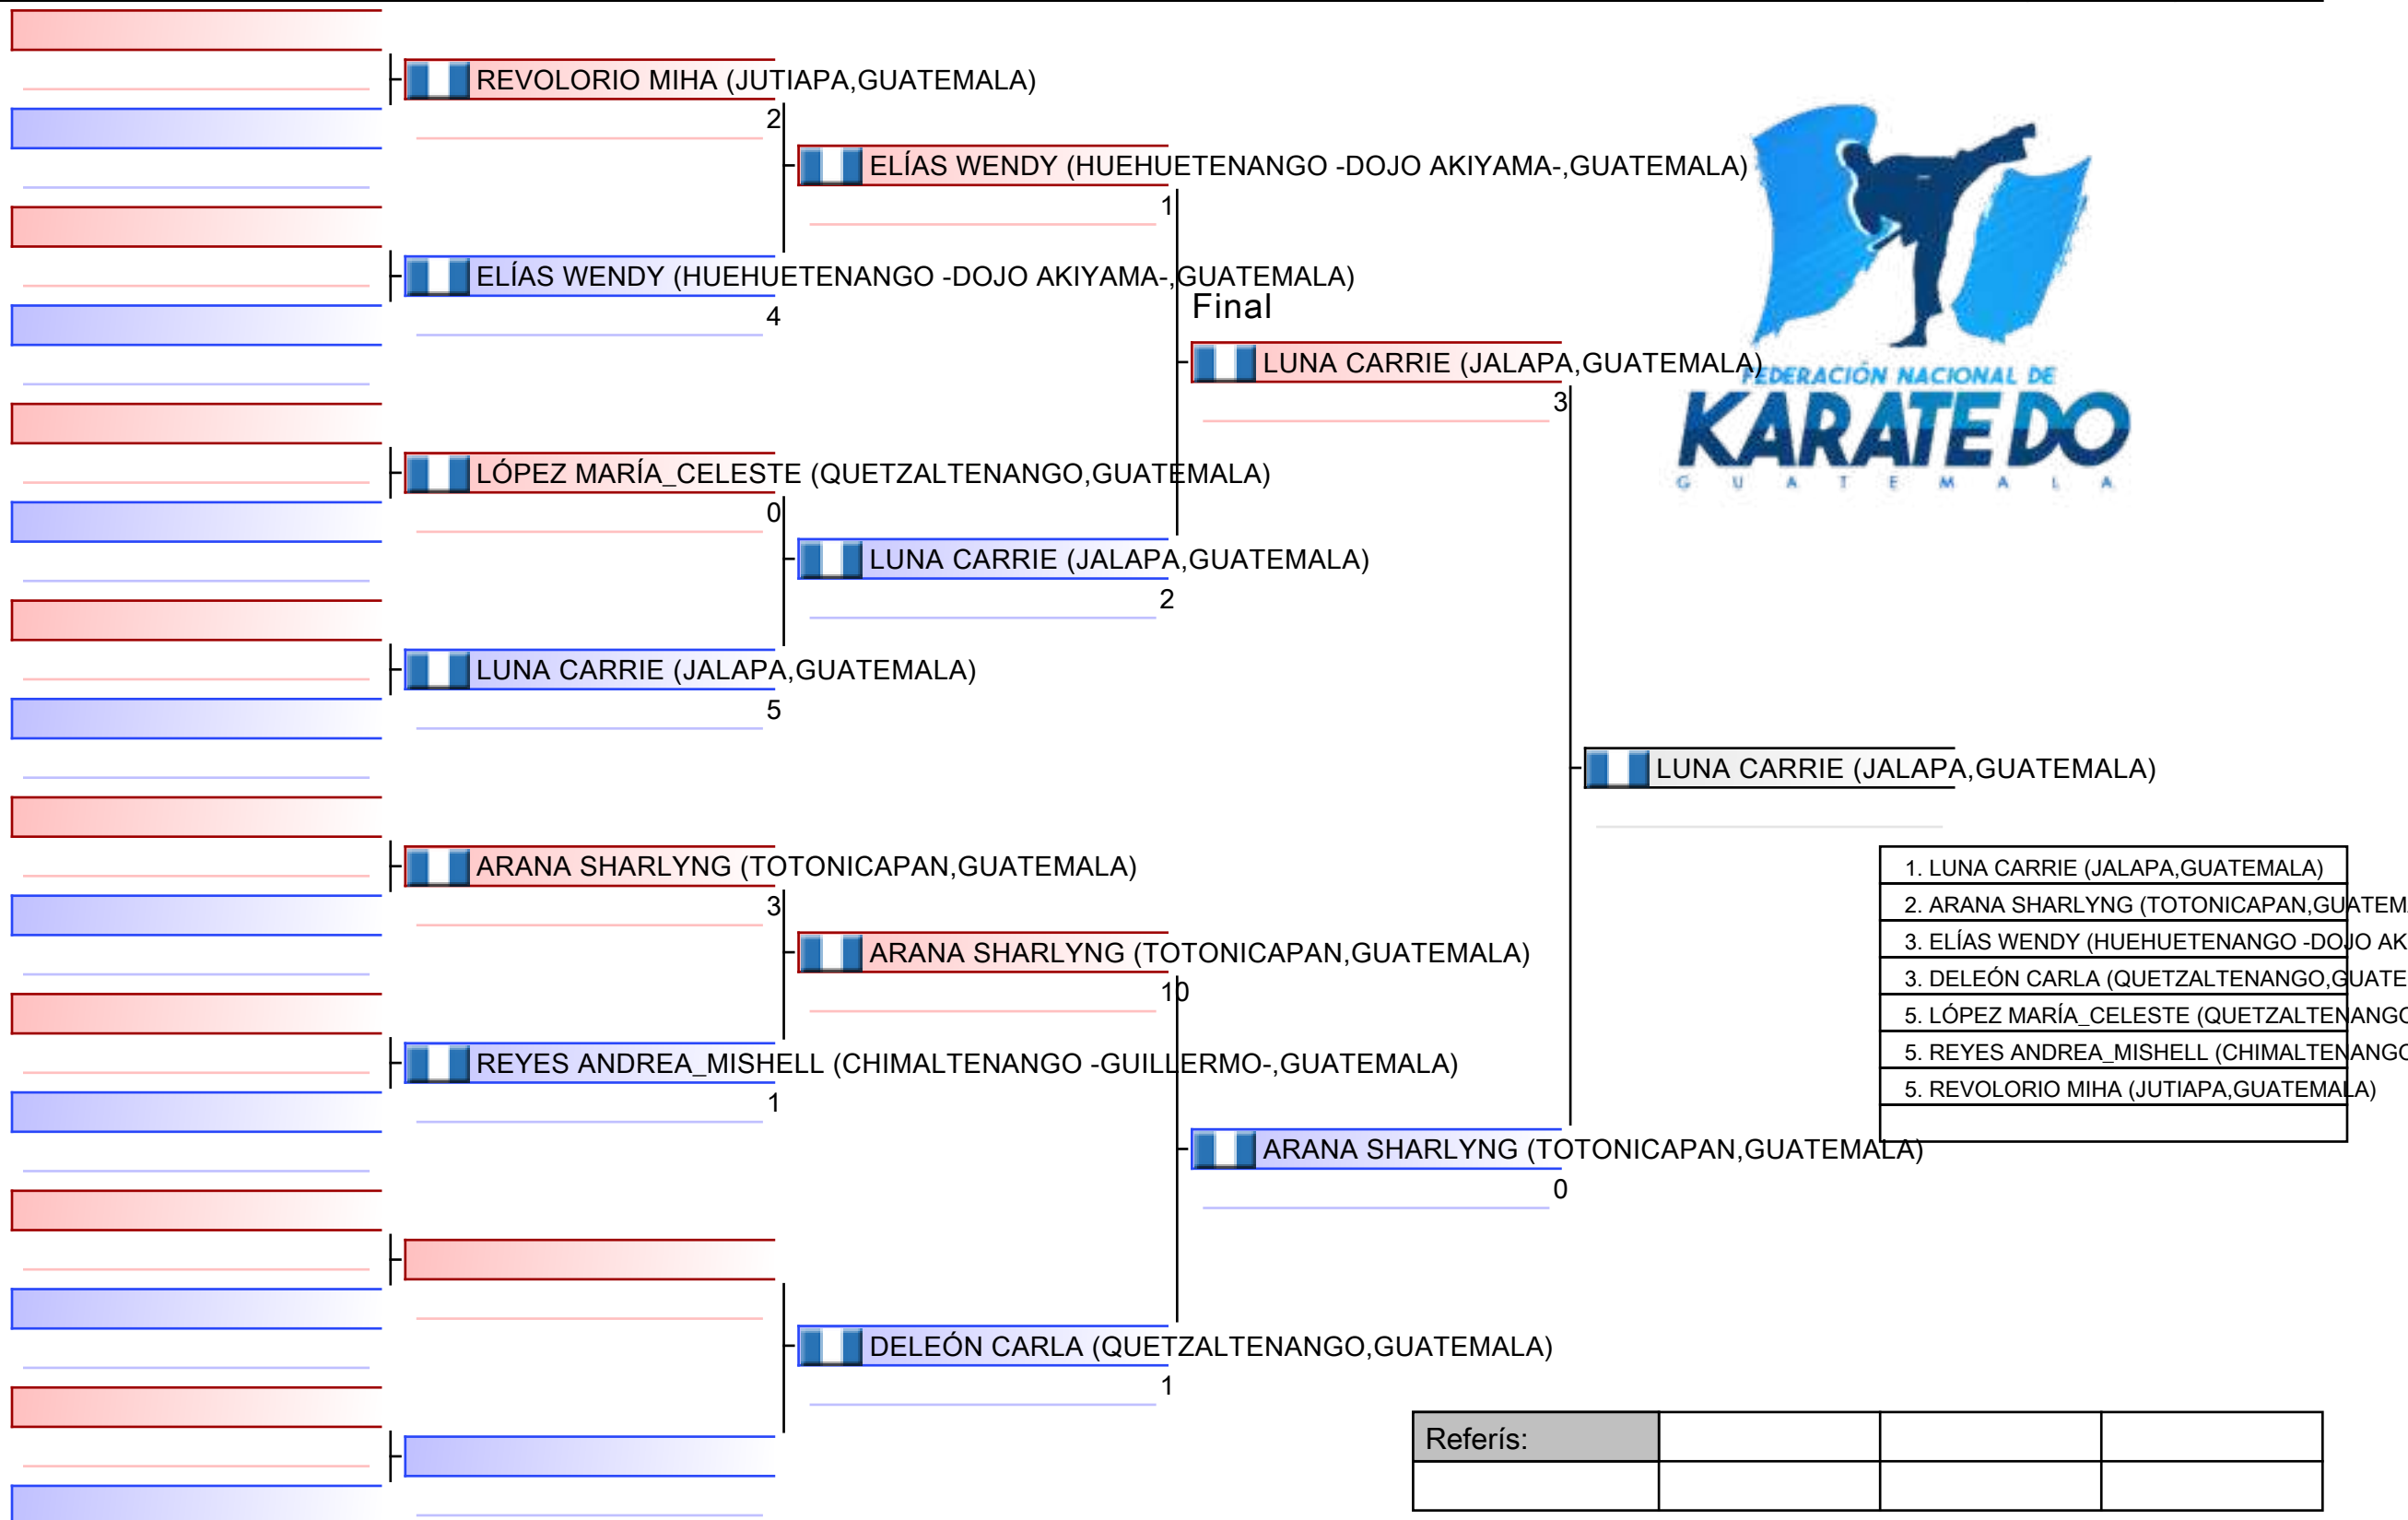 REVOLORIO MIHA (JUTIAPA,GUATEMALA)
2
ELÍAS WENDY (HUEHUETENANGO -DOJO AKIYAMA-,GUATEMALA)
1
ELÍAS WENDY (HUEHUETENANGO -DOJO AKIYAMA-,GUATEMALA)
4
Final
LUNA CARRIE (JALAPA,GUATEMALA)
3
FEDERACIÓN NACIONAL DE
KARATE DO
GUATEMALA
LÓPEZ MARÍA_CELESTE (QUETZALTENANGO,GUATEMALA)
0
LUNA CARRIE (JALAPA,GUATEMALA)
2
LUNA CARRIE (JALAPA,GUATEMALA)
5
LUNA CARRIE (JALAPA,GUATEMALA)
ARANA SHARLYNG (TOTONICAPAN,GUATEMALA)
3
ARANA SHARLYNG (TOTONICAPAN,GUATEMALA)
10
REYES ANDREA_MISHELL (CHIMALTENANGO -GUILLERMO-,GUATEMALA)
1
ARANA SHARLYNG (TOTONICAPAN,GUATEMALA)
0
DELEÓN CARLA (QUETZALTENANGO,GUATEMALA)
1
1. LUNA CARRIE (JALAPA,GUATEMALA)
2. ARANA SHARLYNG (TOTONICAPAN,GUATEM
3. ELÍAS WENDY (HUEHUETENANGO -DOJO AK
3. DELEÓN CARLA (QUETZALTENANGO,GUATE
5. LÓPEZ MARÍA_CELESTE (QUETZALTENANGO
5. REYES ANDREA_MISHELL (CHIMALTENANGO
5. REVOLORIO MIHA (JUTIAPA,GUATEMALA)
Referís: